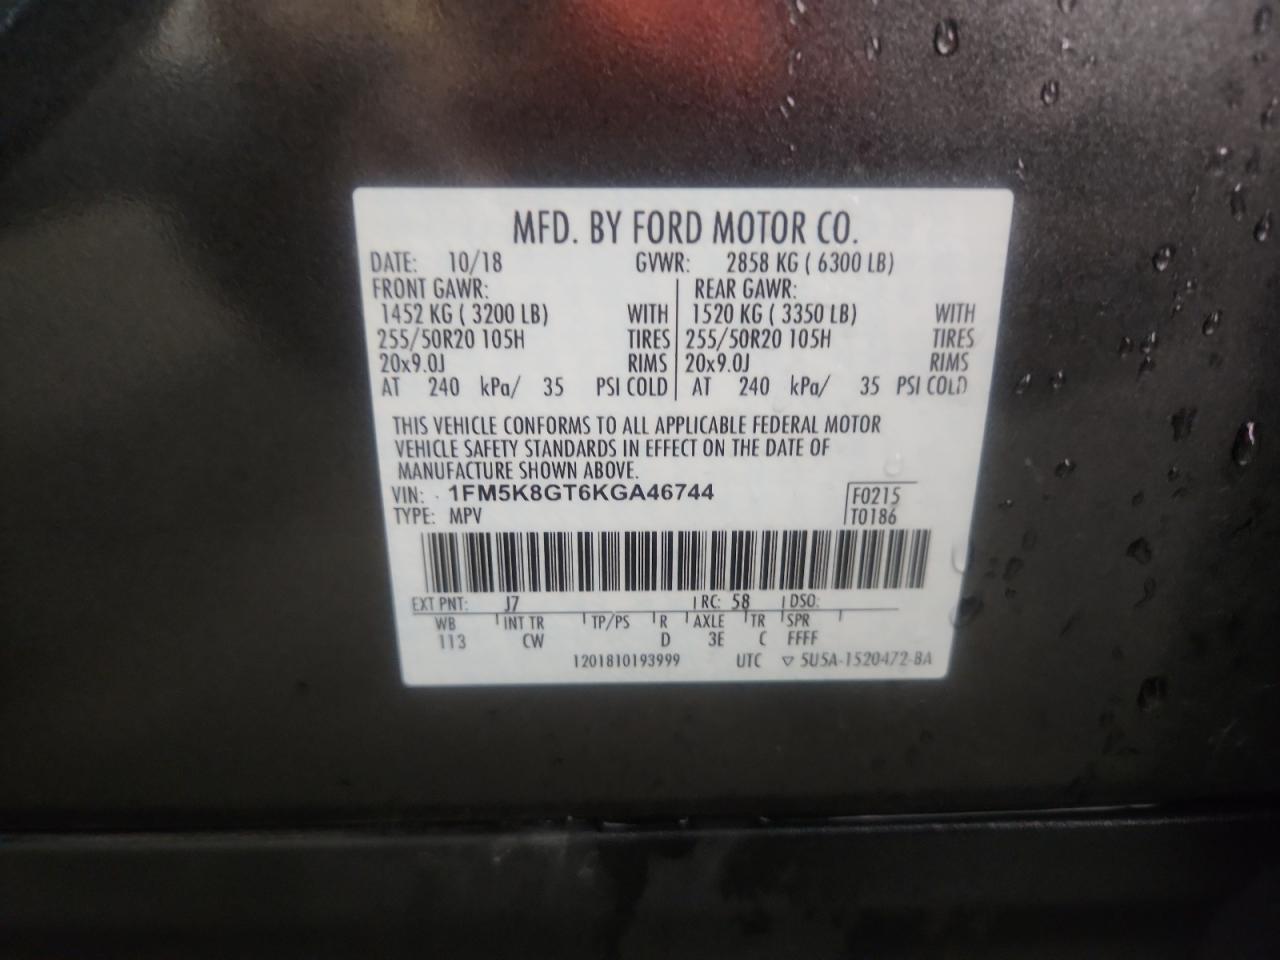 MFD. BY FORD MOTOR CO.
DATE: 10/18 GVWR: 2858 KG ( 6300 LB)
FRONT GAWR: REAR GAWR:
1452 KG ( 3200 LB) WITH 1520 KG ( 3350 LB) WITH
255/50R20 105H TIRES 255/50R20 105H TIRES
20x9.0J RIMS 20x9.0J RIMS
AT 240 kPa/ 35 PSI COLD AT 240 kPa/ 35 PSI COLD
THIS VEHICLE CONFORMS TO ALL APPLICABLE FEDERAL MOTOR
VEHICLE SAFETY STANDARDS IN EFFECT ON THE DATE OF
MANUFACTURE SHOWN ABOVE.
VIN: 1FM5K8GT6KGA46744 F0215
TYPE: MPV T0186
EXT PNT: J7 RC: 58 DSO:
WB INT TR TP/PS R AXLE TR SPR
113 CW D 3E C FFFF
1201810193999 UTC ▽ 5U5A-1520472-BA